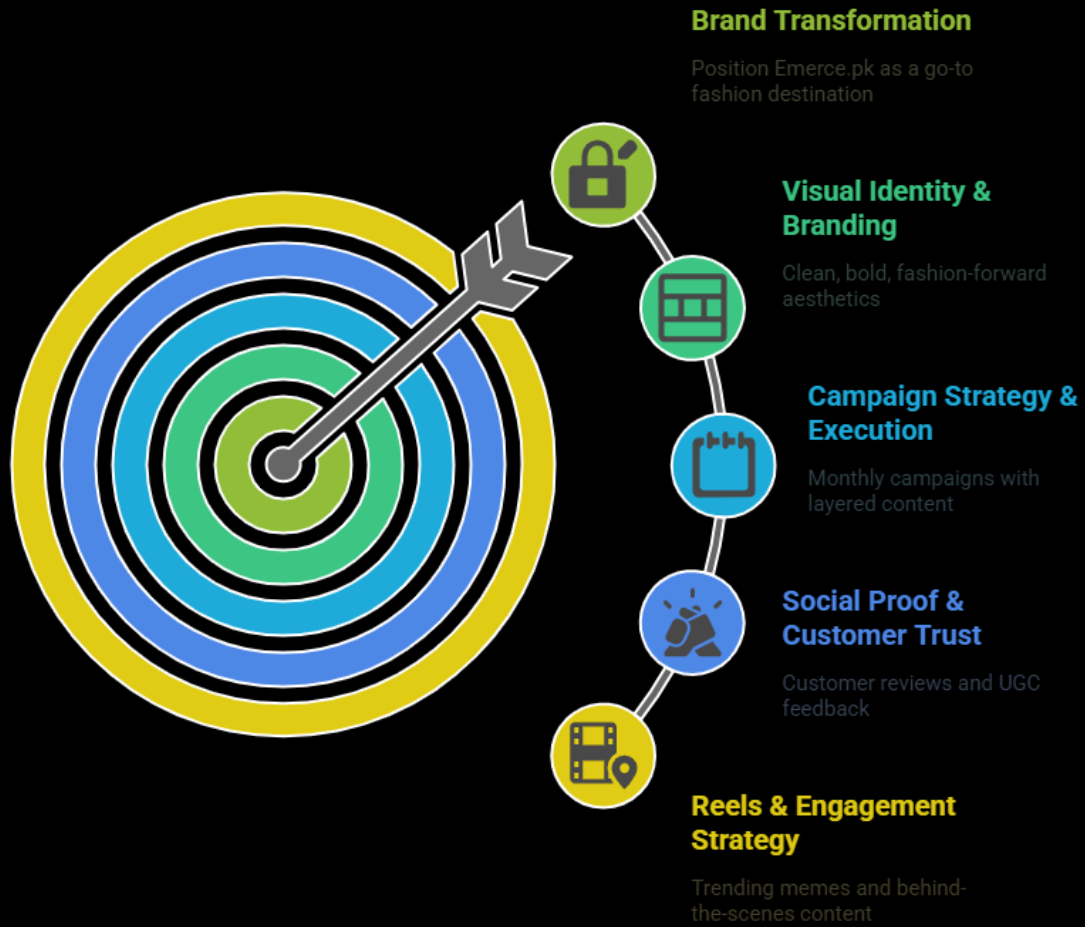 Brand Transformation
Position Emerce.pk as a go-to
fashion destination
Visual Identity &
Branding
Clean, bold, fashion-forward
aesthetics
Campaign Strategy &
Execution
Monthly campaigns with
layered content
Social Proof &
Customer Trust
Customer reviews and UGC
feedback
Reels & Engagement
Strategy
Trending memes and behind-
the-scenes content